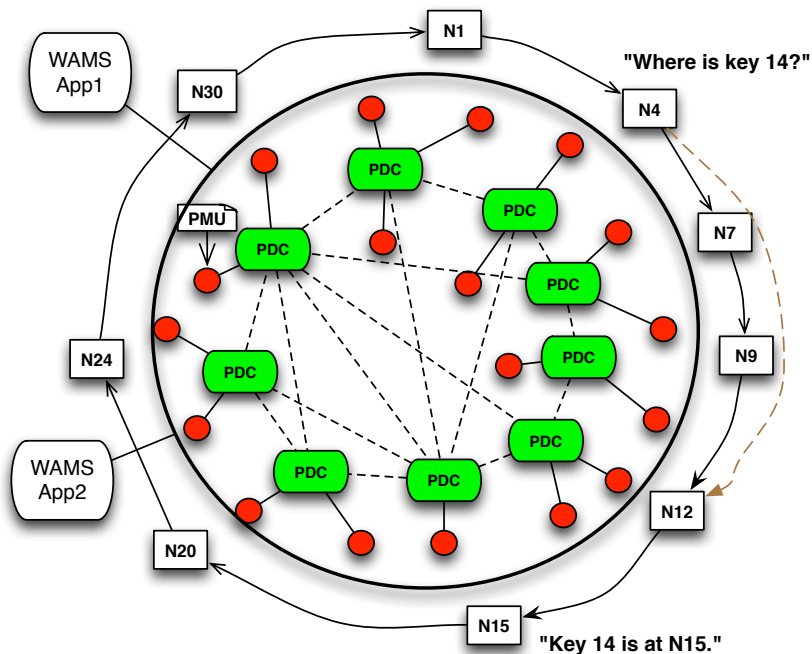 N1
WAMS
App1
"Where is key 14?"
N30
N4
PDC
PMU
PDC
N7
PDC
PDC
N9
N24
PDC
PDC
PDC
WAMS
App2
PDC
PDC
N12
N20
N15
"Key 14 is at N15."